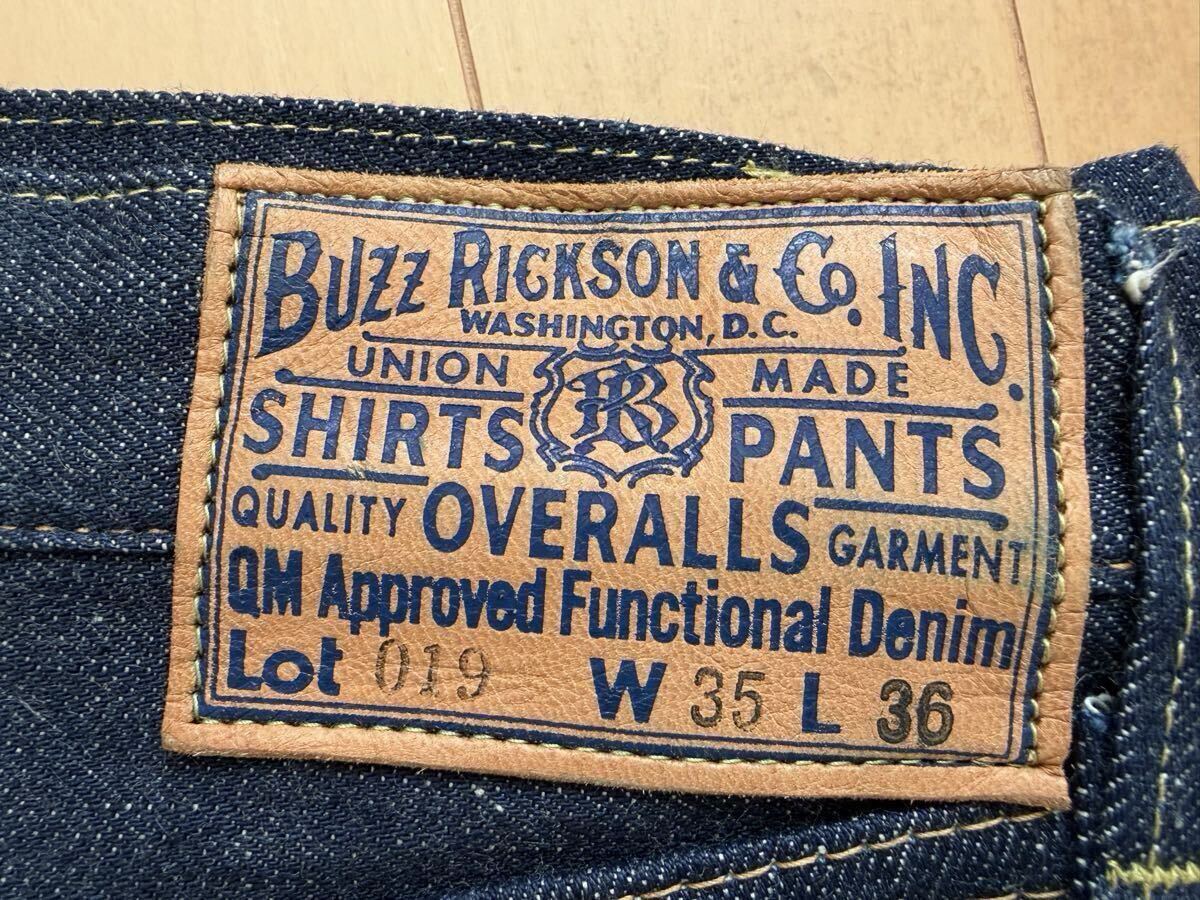 BUZZ RICKSON & Co. INC.
WASHINGTON, D.C.
UNION MADE
SHIRTS BR PANTS
QUALITY OVERALLS GARMENT
QM Approved Functional Denim
Lot 019 W 35 L 36